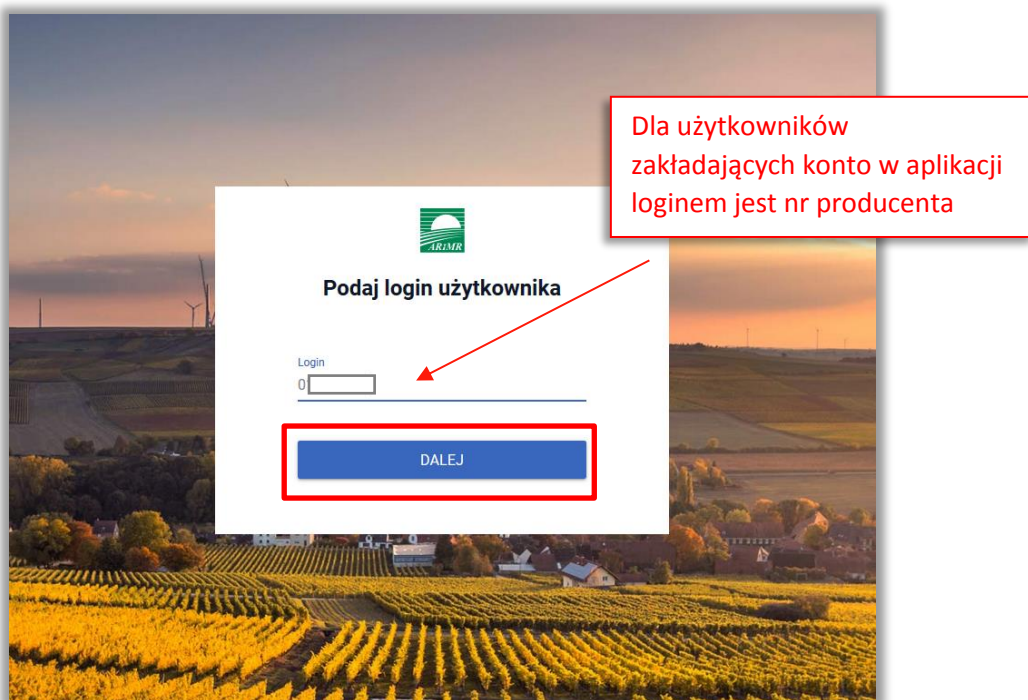 Dla użytkowników
zakładających konto w aplikacji
loginem jest nr producenta
ARiMR
Podaj login użytkownika
Login
0
DALEJ